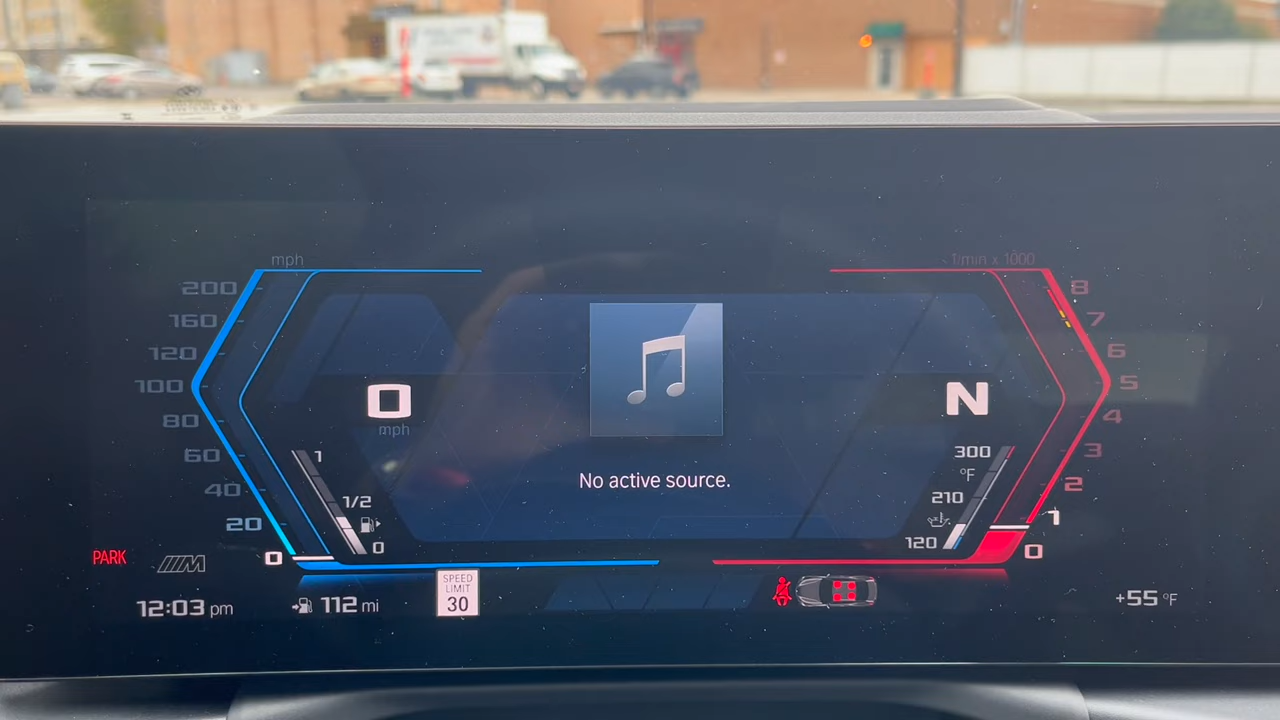 mph
1/min x 1000
200
160
120
100
80
60
40
20
0
8
7
6
5
4
3
2
1
0
0
mph
N
1
1/2
0
300
°F
210
120
No active source.
PARK
M
SPEED
LIMIT
30
12:03 pm
112 mi
+55 °F